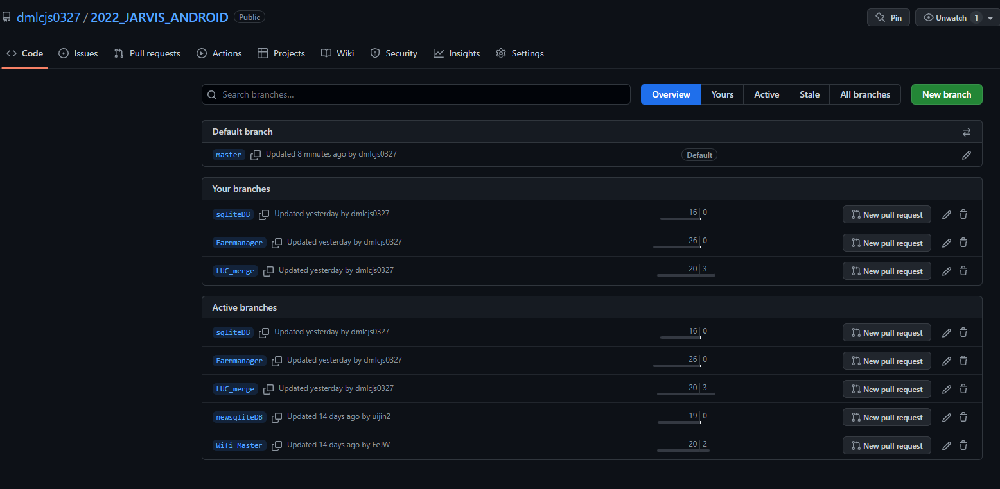 dmlcjs0327 / 2022_JARVIS_ANDROID Public Pin Unwatch 1
Code Issues Pull requests Actions Projects Wiki Security Insights Settings
Search branches... Overview Yours Active Stale All branches New branch
Default branch
master Updated 8 minutes ago by dmlcjs0327 Default
Your branches
sqliteDB Updated yesterday by dmlcjs0327 16 0 New pull request
Farmmanager Updated yesterday by dmlcjs0327 26 0 New pull request
LUC_merge Updated yesterday by dmlcjs0327 20 3 New pull request
Active branches
sqliteDB Updated yesterday by dmlcjs0327 16 0 New pull request
Farmmanager Updated yesterday by dmlcjs0327 26 0 New pull request
LUC_merge Updated yesterday by dmlcjs0327 20 3 New pull request
newsqliteDB Updated 14 days ago by uijin2 19 0 New pull request
Wifi_Master Updated 14 days ago by EeJW 20 2 New pull request